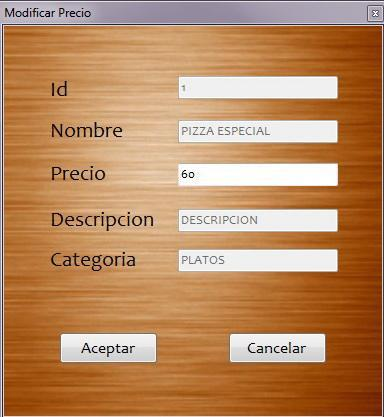 Modificar Precio
Id 1
Nombre PIZZA ESPECIAL
Precio 60
Descripcion DESCRIPCION
Categoria PLATOS
Aceptar Cancelar